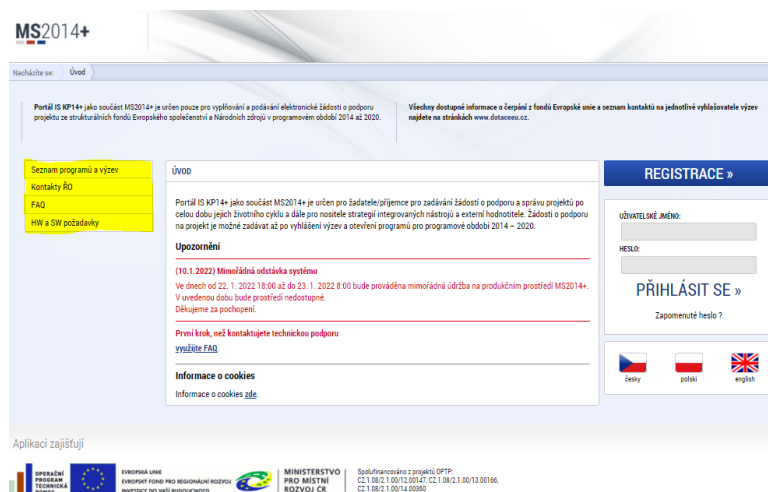 MS2014+
Nacházíte se: Úvod
Portál IS KP14+ jako součást MS2014+ je určen pouze pro vyplňování a podávání elektronické žádosti o podporu
projektu ze strukturálních fondů Evropského společenství a Národních zdrojů v programovém období 2014 až 2020.
Všechny dostupné informace o čerpání z fondů Evropské unie a seznam kontaktů na jednotlivé vyhlašovatele výzev
najdete na stránkách www.dotaceeu.cz.
Seznam programů a výzev
Kontakty ŘO
FAQ
HW a SW požadavky
ÚVOD
Portál IS KP14+ jako součást MS2014+ je určen pro žadatele/příjemce pro zadávání žádostí o podporu a správu projektů po
celou dobu jejich životního cyklu a dále pro nositele strategií integrovaných nástrojů a externí hodnotitele. Žádosti o podporu
na projekt je možné zadávat až po vyhlášení výzev a otevření programů pro programové období 2014 – 2020.
Upozornění
(10.1.2022) Mimořádná odstávka systému
Ve dnech od 22. 1. 2022 18:00 až do 23. 1. 2022 8:00 bude prováděna mimořádná údržba na produkčním prostředí MS2014+.
V uvedenou dobu bude prostředí nedostupné.
Děkujeme za pochopení.
První krok, než kontaktujete technickou podporu
využijte FAQ.
Informace o cookies
Informace o cookies zde.
REGISTRACE »
UŽIVATELSKÉ JMÉNO:
HESLO:
PŘIHLÁSIT SE »
Zapomenuté heslo ?
česky polski english
Aplikaci zajišťují
OPERAČNÍ
PROGRAM
TECHNICKÁ
EVROPSKÁ UNIE
EVROPSKÝ FOND PRO REGIONÁLNÍ ROZVOJ
INVESTICE DO VAŠÍ BUDOUCNOSTI
MINISTERSTVO
PRO MÍSTNÍ
ROZVOJ ČR
Spolufinancováno z projektů OPTP:
CZ.1.08/2.1.00/12.00147, CZ.1.08/2.1.00/13.00166,
CZ.1.08/2.1.00/14.00360